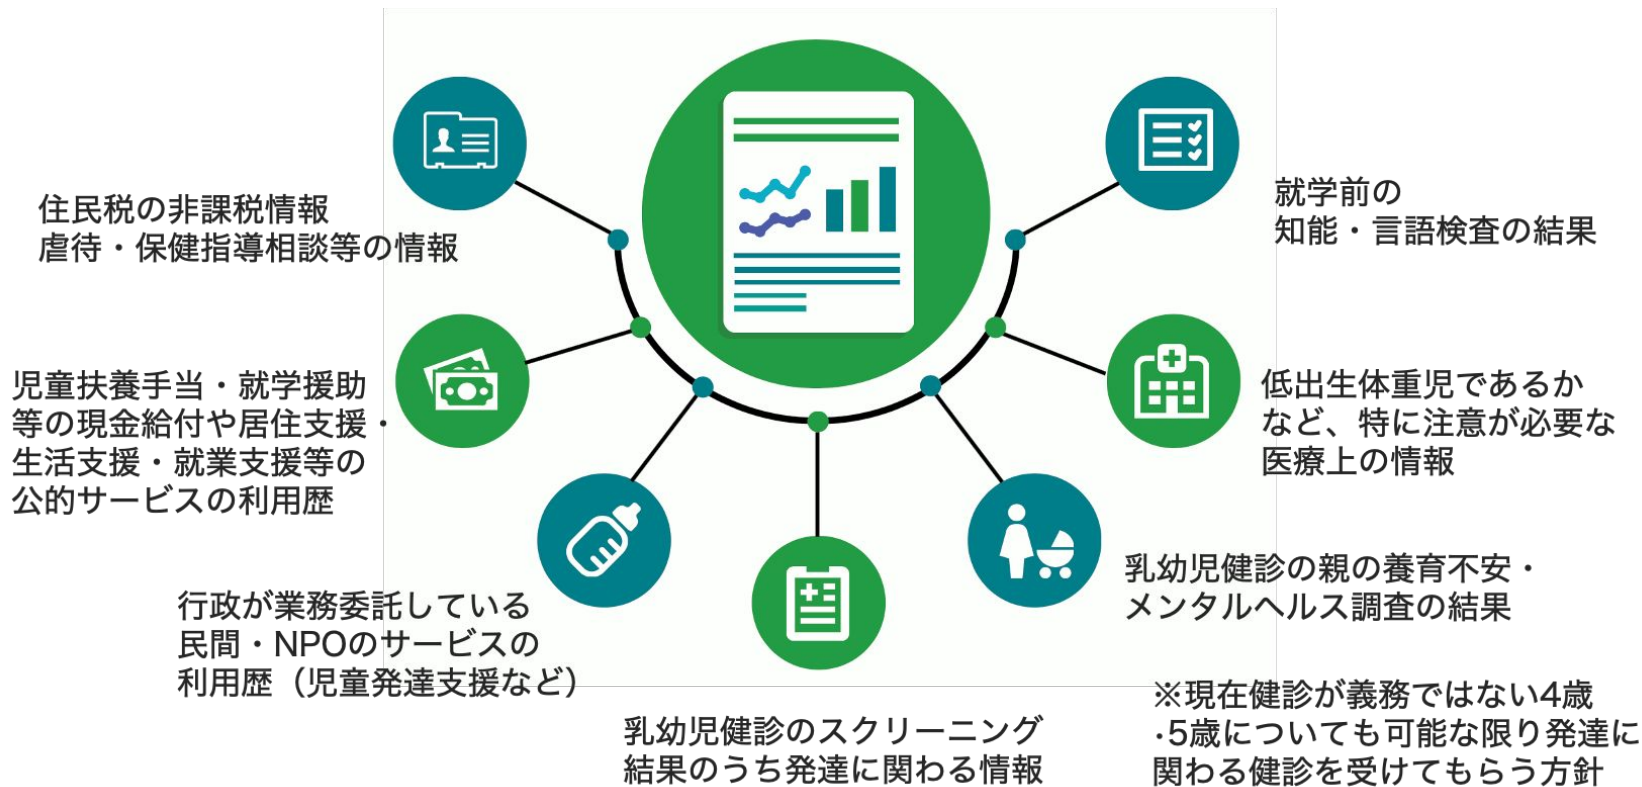 住民税の非課税情報
虐待・保健指導相談等の情報
児童扶養手当・就学援助
等の現金給付や居住支援・
生活支援・就業支援等の
公的サービスの利用歴
行政が業務委託している
民間・NPOのサービスの
利用歴（児童発達支援など）
乳幼児健診のスクリーニング
結果のうち発達に関わる情報
乳幼児健診の親の養育不安・
メンタルヘルス調査の結果
※現在健診が義務ではない4歳
・5歳についても可能な限り発達に
関わる健診を受けてもらう方針
低出生体重児であるか
など、特に注意が必要な
医療上の情報
就学前の
知能・言語検査の結果